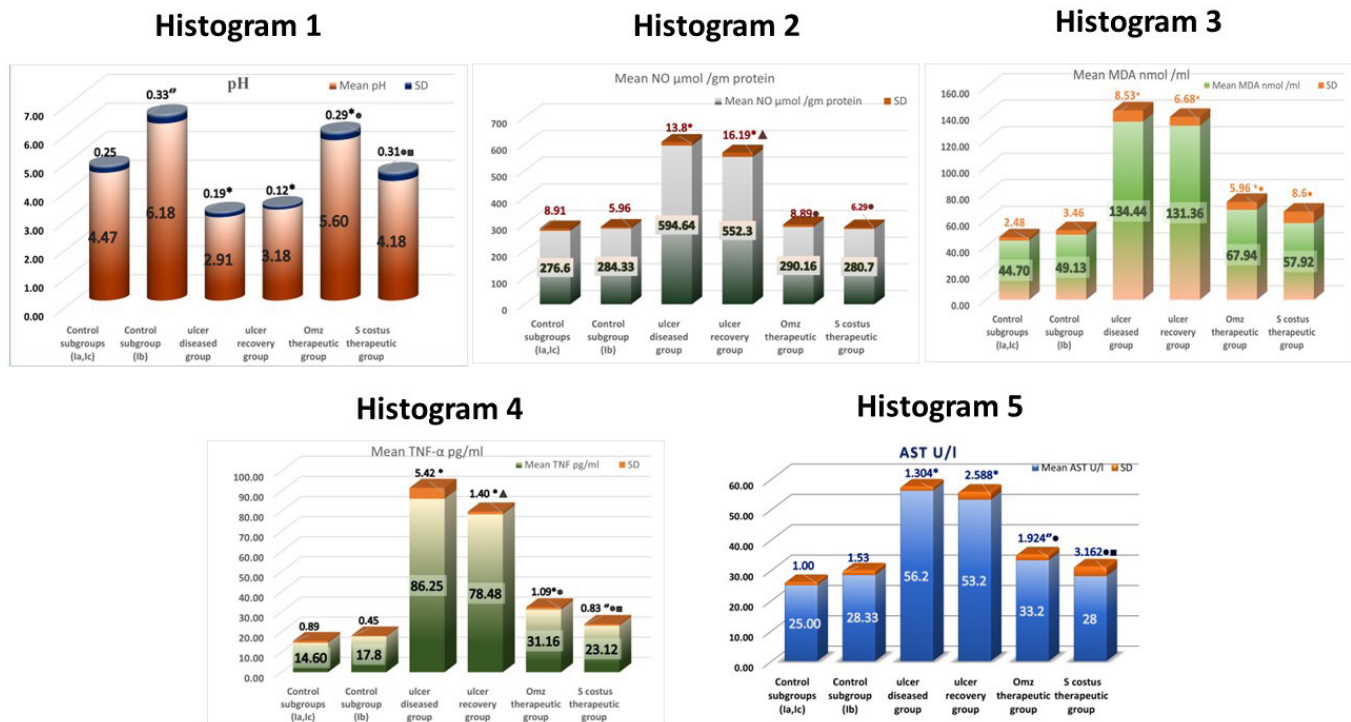 Histogram 1
pH
Mean pH SD
7.00
6.00
5.00
4.00
3.00
2.00
1.00
0.00
0.25
0.33"
0.19*
0.12*
0.29*●
0.31●■
4.47
6.18
2.91
3.18
5.60
4.18
Control subgroups (Ia,Ic)
Control subgroup (Ib)
ulcer diseased group
ulcer recovery group
Omz therapeutic group
S costus therapeutic group
Histogram 2
Mean NO µmol /gm protein
Mean NO µmol /gm protein SD
700
600
500
400
300
200
100
0
8.91
5.96
13.8*
16.19*▲
8.89●
6.29●
276.6
284.33
594.64
552.3
290.16
280.7
Control subgroups (Ia,Ic)
Control subgroup (Ib)
ulcer diseased group
ulcer recovery group
Omz therapeutic group
S costus therapeutic group
Histogram 3
Mean MDA nmol /ml
Mean MDA nmol /ml SD
160.00
140.00
120.00
100.00
80.00
60.00
40.00
20.00
0.00
2.48
3.46
8.53*
6.68*
5.96 *●
8.6●
44.70
49.13
134.44
131.36
67.94
57.92
Control subgroups (Ia,Ic)
Control subgroup (Ib)
ulcer diseased group
ulcer recovery group
Omz therapeutic group
S costus therapeutic group
Histogram 4
Mean TNF-α pg/ml
Mean TNF pg/ml SD
100.00
90.00
80.00
70.00
60.00
50.00
40.00
30.00
20.00
10.00
0.00
0.89
0.45
5.42 *
1.40 *▲
1.09*●
0.83 "●■
14.60
17.8
86.25
78.48
31.16
23.12
Control subgroups (Ia,Ic)
Control subgroup (Ib)
ulcer diseased group
ulcer recovery group
Omz therapeutic group
S costus therapeutic group
Histogram 5
AST U/l
Mean AST U/l SD
60.00
50.00
40.00
30.00
20.00
10.00
0.00
1.00
1.53
1.304*
2.588*
1.924"●
3.162●■
25.00
28.33
56.2
53.2
33.2
28
Control subgroups (Ia,Ic)
Control subgroup (Ib)
ulcer diseased group
ulcer recovery group
Omz therapeutic group
S costus therapeutic group